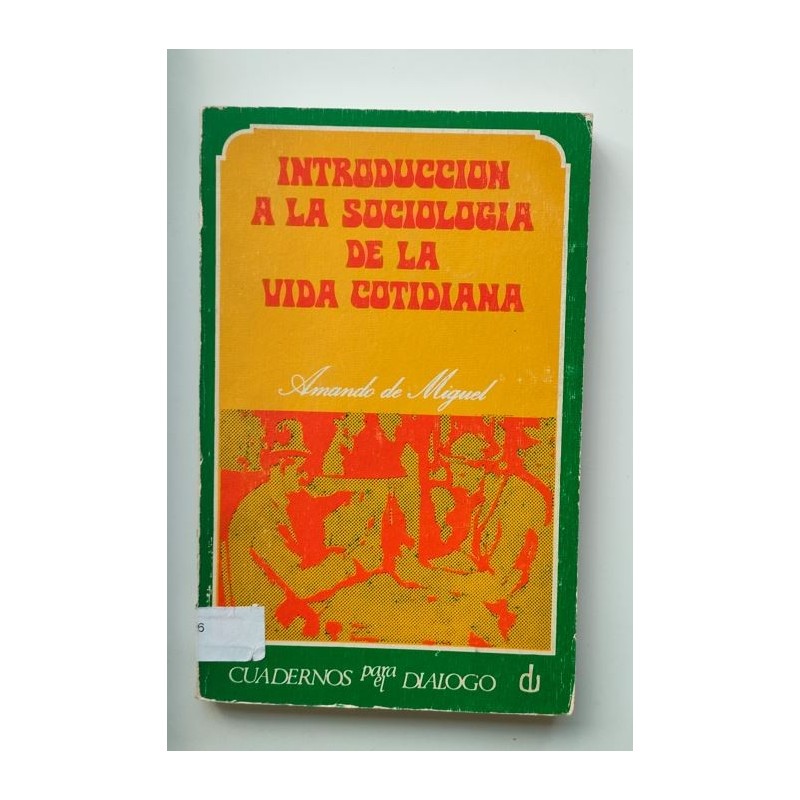 INTRODUCCION
A LA SOCIOLOGIA
DE LA
VIDA COTIDIANA
Amando de Miguel
6
CUADERNOS para el DIALOGO